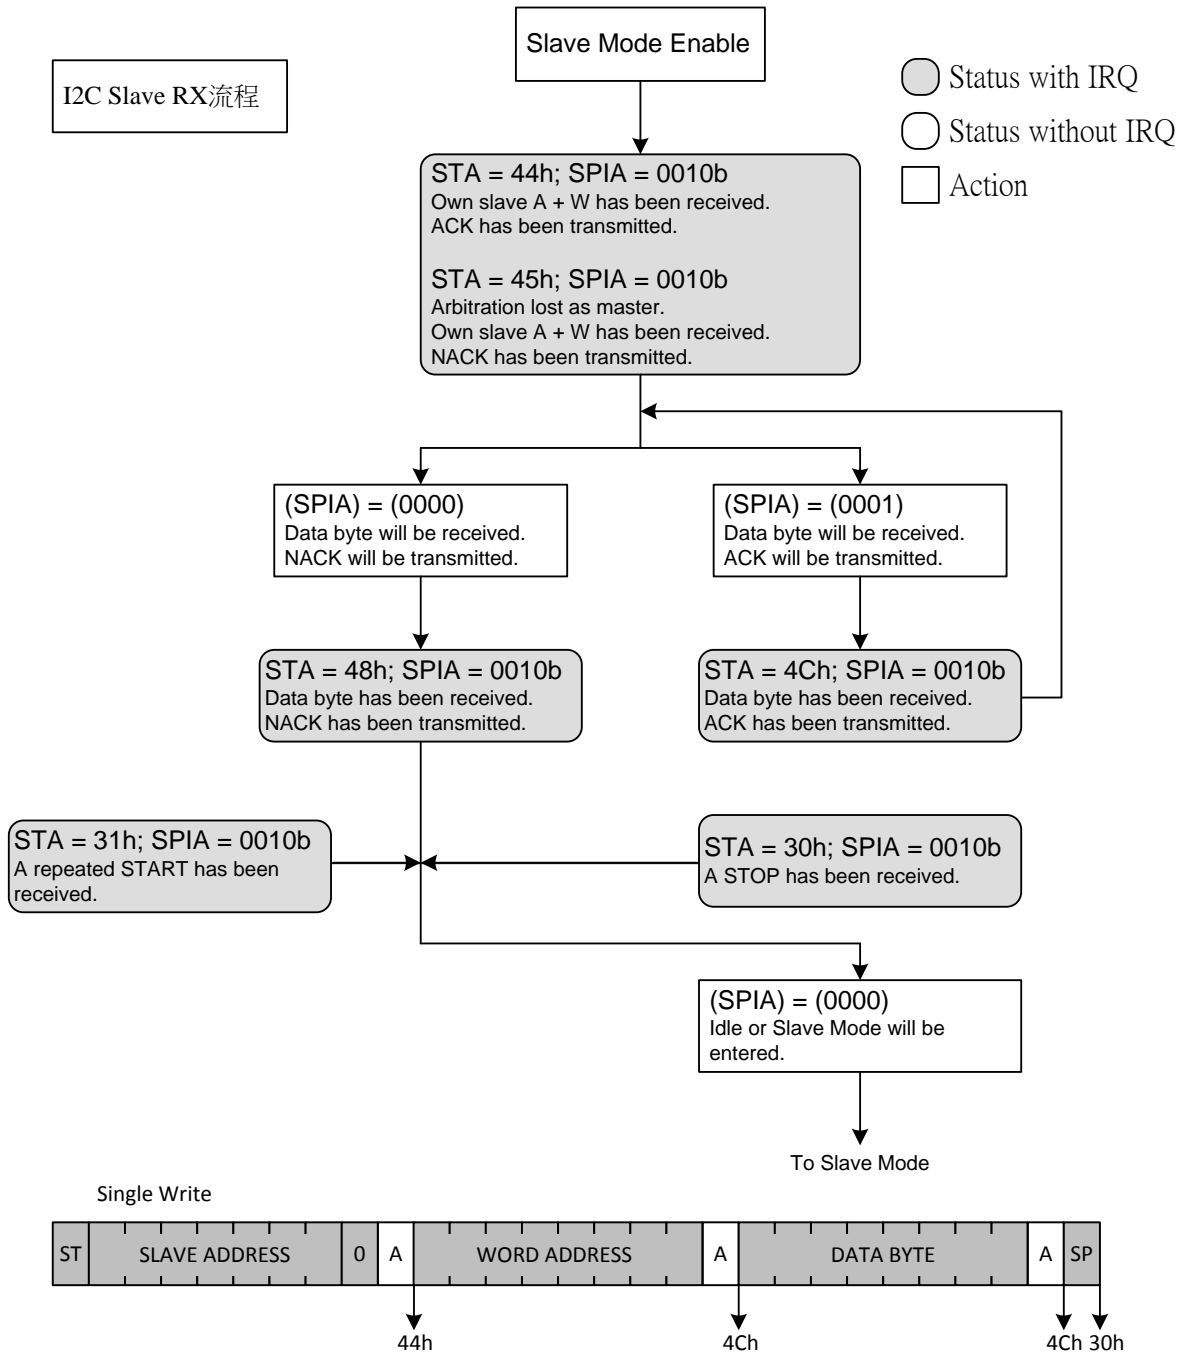 Slave Mode Enable
I2C Slave RX流程
Status with IRQ
Status without IRQ
Action
STA = 44h; SPIA = 0010b
Own slave A + W has been received.
ACK has been transmitted.
STA = 45h; SPIA = 0010b
Arbitration lost as master.
Own slave A + W has been received.
NACK has been transmitted.
(SPIA) = (0000)
Data byte will be received.
NACK will be transmitted.
(SPIA) = (0001)
Data byte will be received.
ACK will be transmitted.
STA = 48h; SPIA = 0010b
Data byte has been received.
NACK has been transmitted.
STA = 4Ch; SPIA = 0010b
Data byte has been received.
ACK has been transmitted.
STA = 31h; SPIA = 0010b
A repeated START has been
received.
STA = 30h; SPIA = 0010b
A STOP has been received.
(SPIA) = (0000)
Idle or Slave Mode will be
entered.
To Slave Mode
Single Write
ST SLAVE ADDRESS 0 A WORD ADDRESS A DATA BYTE A SP
44h 4Ch 4Ch 30h